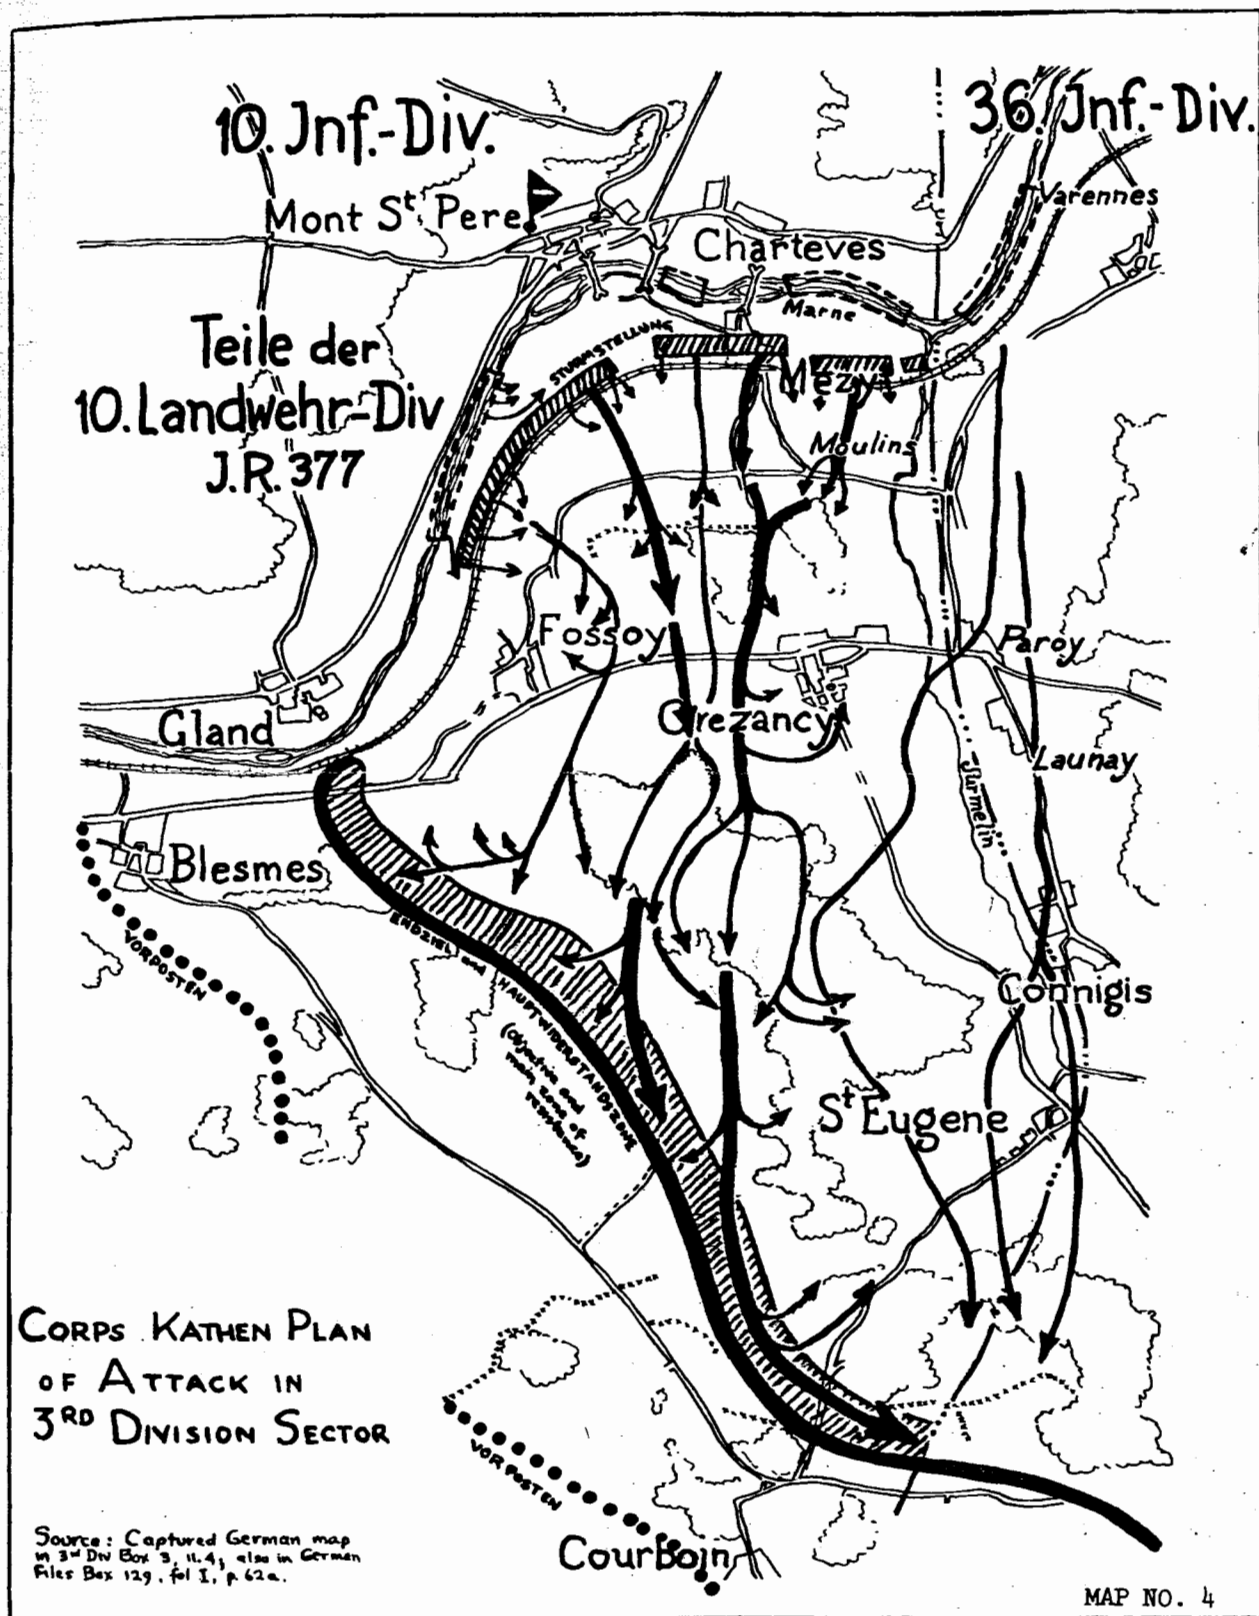 10. Jnf.-Div.
36. Jnf.-Div.
Mont St. Pere
Varennes
Charteves
Marne
Teile der
10. Landwehr-Div
J.R. 377
STURMSTELLUNG
Mezy
Moulins
Fossoy
Paroy
Gland
Crezancy
Launay
Surmelin
Blesmes
VORPOSTEN
ENDZIEL und HAUPTWIDERSTANDSZONE
(Objective and
main zone of
resistance)
Connigis
St Eugene
CORPS KATHEN PLAN
OF ATTACK IN
3RD DIVISION SECTOR
VORPOSTEN
Source: Captured German map
in 3rd Div Box 3, 11.4; also in German
Files Box 129, fol I, p. 62a.
Courboin
MAP NO. 4